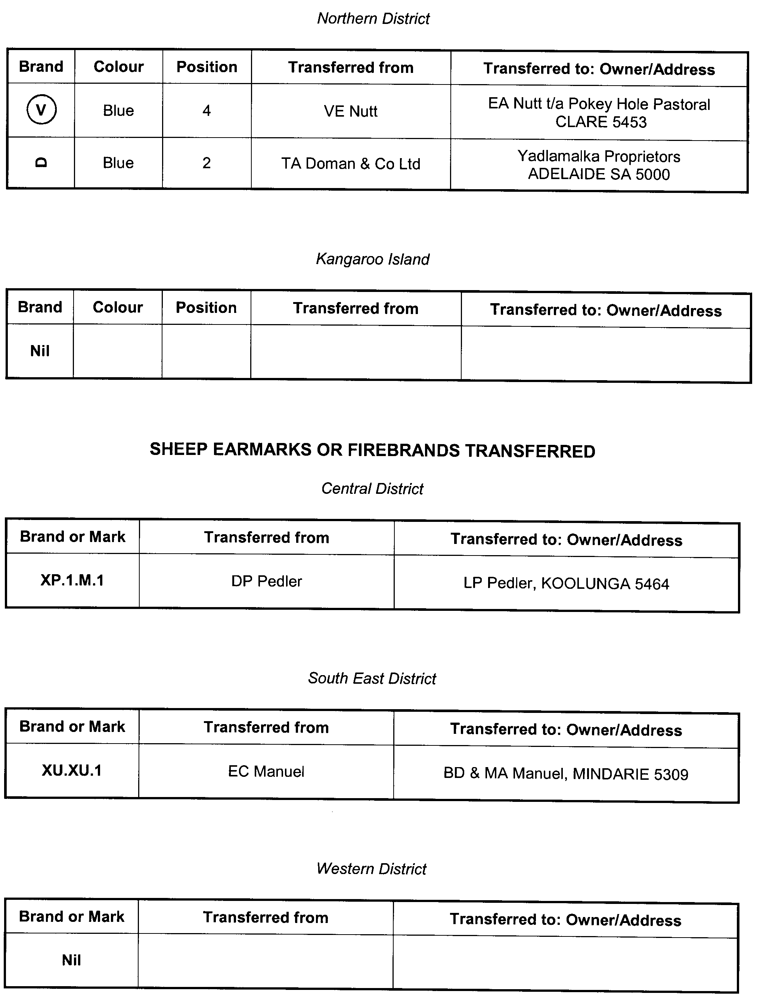 Northern District
Brand Colour Position Transferred from Transferred to: Owner/Address
V Blue 4 VE Nutt EA Nutt t/a Pokey Hole Pastoral
CLARE 5453
D Blue 2 TA Doman & Co Ltd Yadlamalka Proprietors
ADELAIDE SA 5000
Kangaroo Island
Brand Colour Position Transferred from Transferred to: Owner/Address
Nil
SHEEP EARMARKS OR FIREBRANDS TRANSFERRED
Central District
Brand or Mark Transferred from Transferred to: Owner/Address
XP.1.M.1 DP Pedler LP Pedler, KOOLUNGA 5464
South East District
Brand or Mark Transferred from Transferred to: Owner/Address
XU.XU.1 EC Manuel BD & MA Manuel, MINDARIE 5309
Western District
Brand or Mark Transferred from Transferred to: Owner/Address
Nil